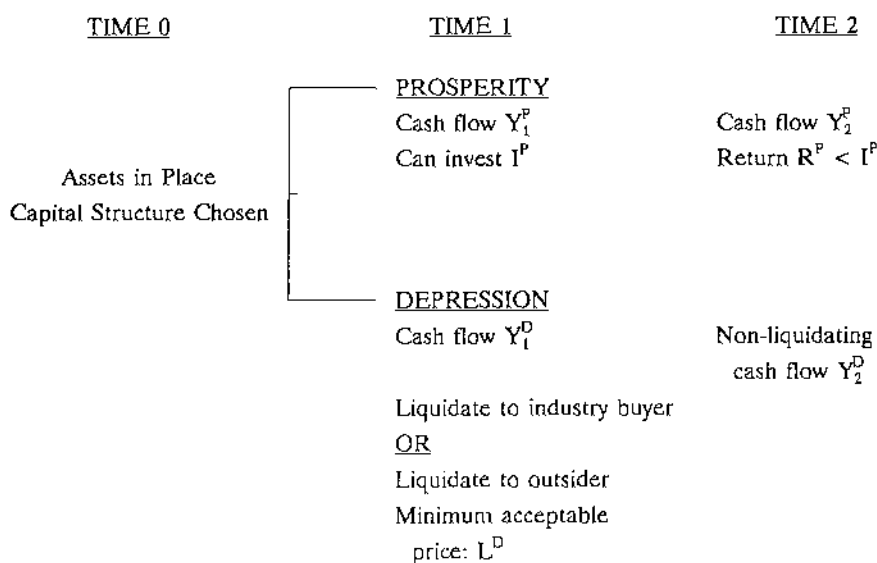 TIME 0 TIME 1 TIME 2
PROSPERITY
Cash flow Y₁ᴾ Cash flow Y₂ᴾ
Can invest Iᴾ Return Rᴾ < Iᴾ
Assets in Place
Capital Structure Chosen
DEPRESSION
Cash flow Y₁ᴰ Non-liquidating
cash flow Y₂ᴰ
Liquidate to industry buyer
OR
Liquidate to outsider
Minimum acceptable
price: Lᴰ